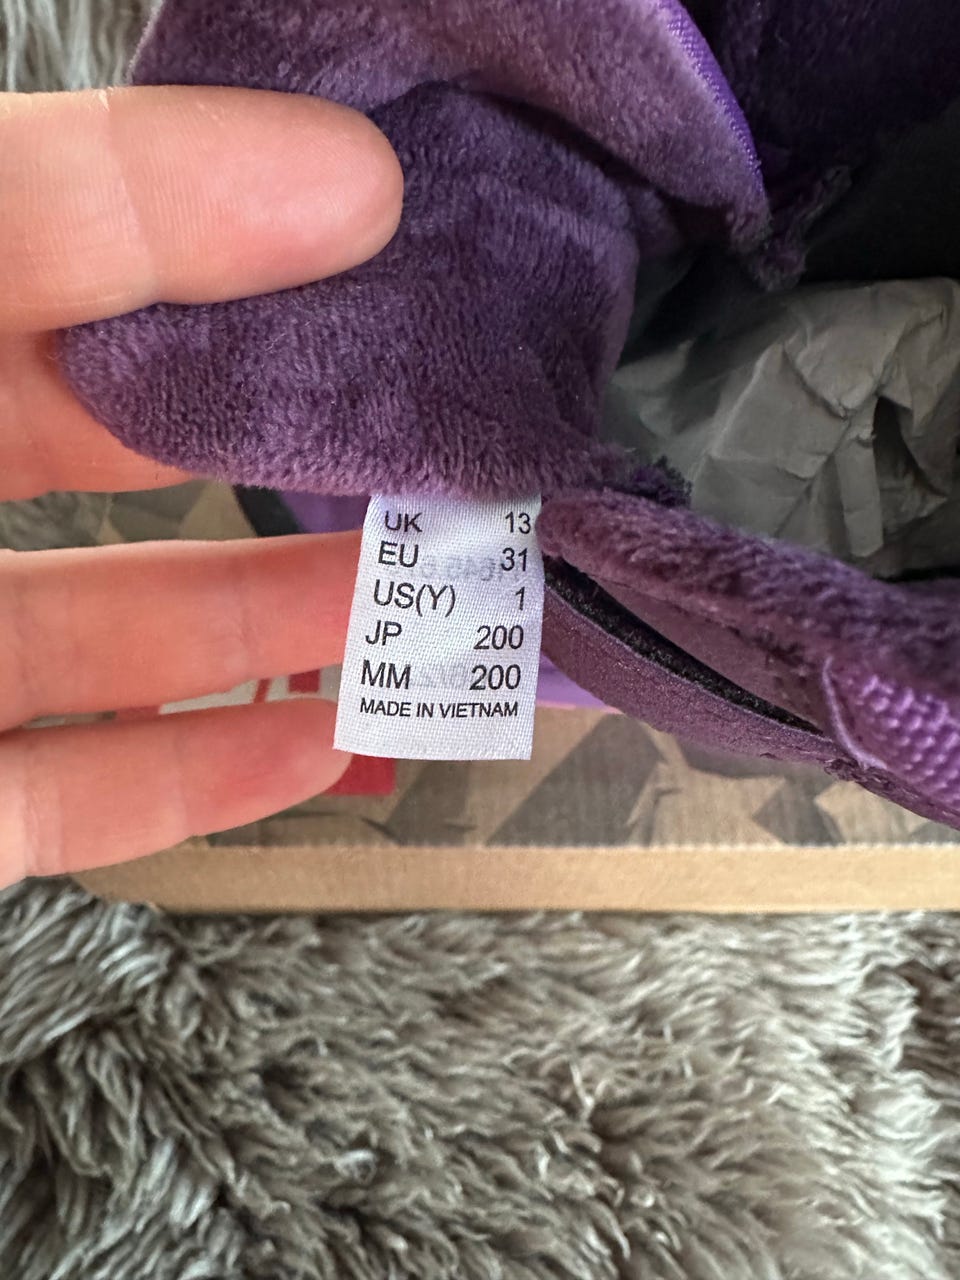 UK 13
EU 31
US(Y) 1
JP 200
MM 200
MADE IN VIETNAM